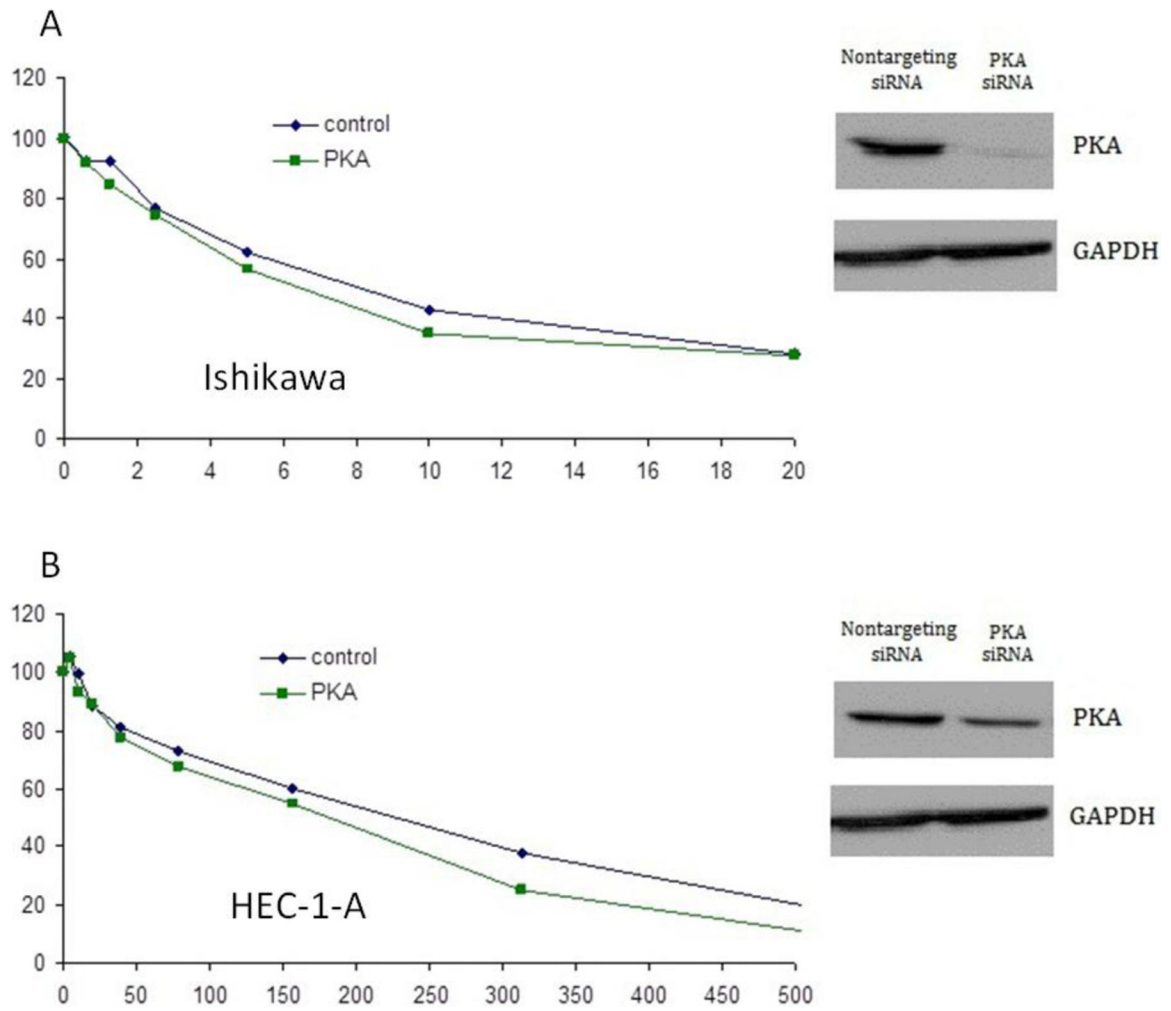 A
120
100
80
60
40
20
0
0 2 4 6 8 10 12 14 16 18 20
control
PKA
Ishikawa
Nontargeting PKA
siRNA siRNA
PKA
GAPDH
B
120
100
80
60
40
20
0
0 50 100 150 200 250 300 350 400 450 500
control
PKA
HEC-1-A
Nontargeting PKA
siRNA siRNA
PKA
GAPDH